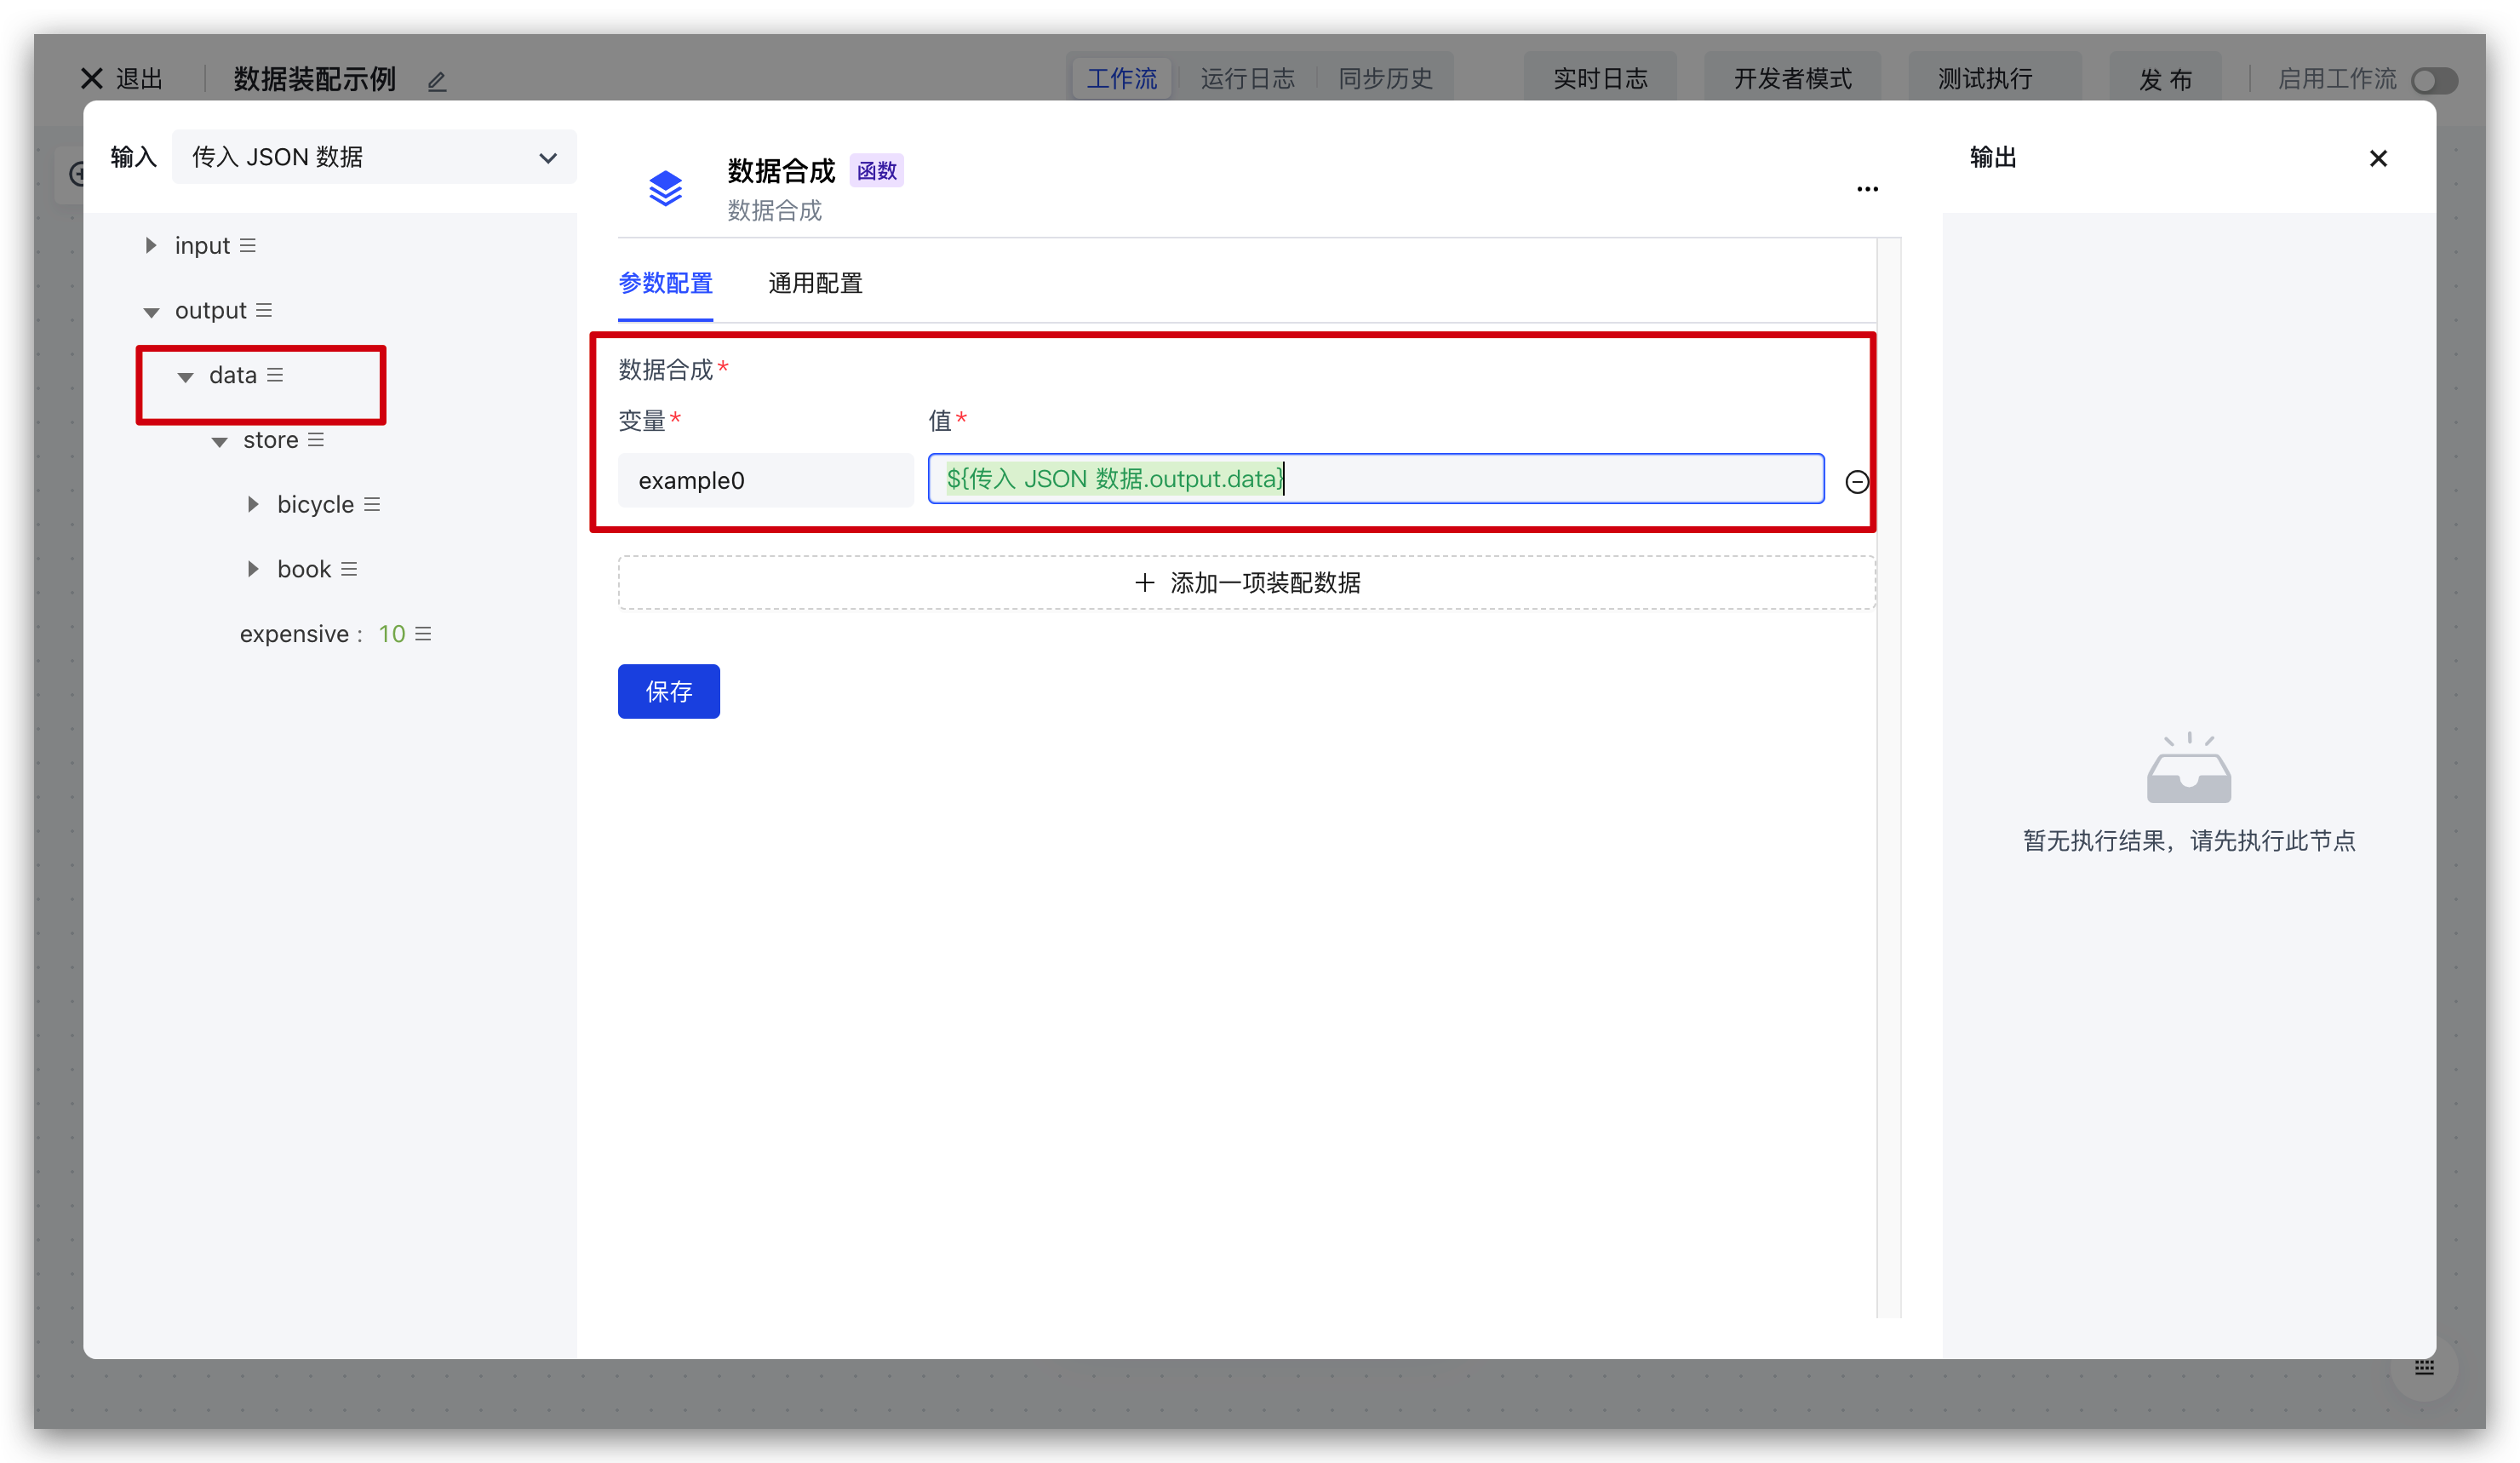 退出
数据装配示例
工作流
运行日志
同步历史
实时日志
开发者模式
测试执行
发 布
启用工作流
输入
传入 JSON 数据
input
output
data
store
bicycle
book
expensive : 10
数据合成 函数
数据合成
参数配置
通用配置
数据合成*
变量*
值*
example0
${传入 JSON 数据.output.data}
添加一项装配数据
保存
输出
暂无执行结果，请先执行此节点